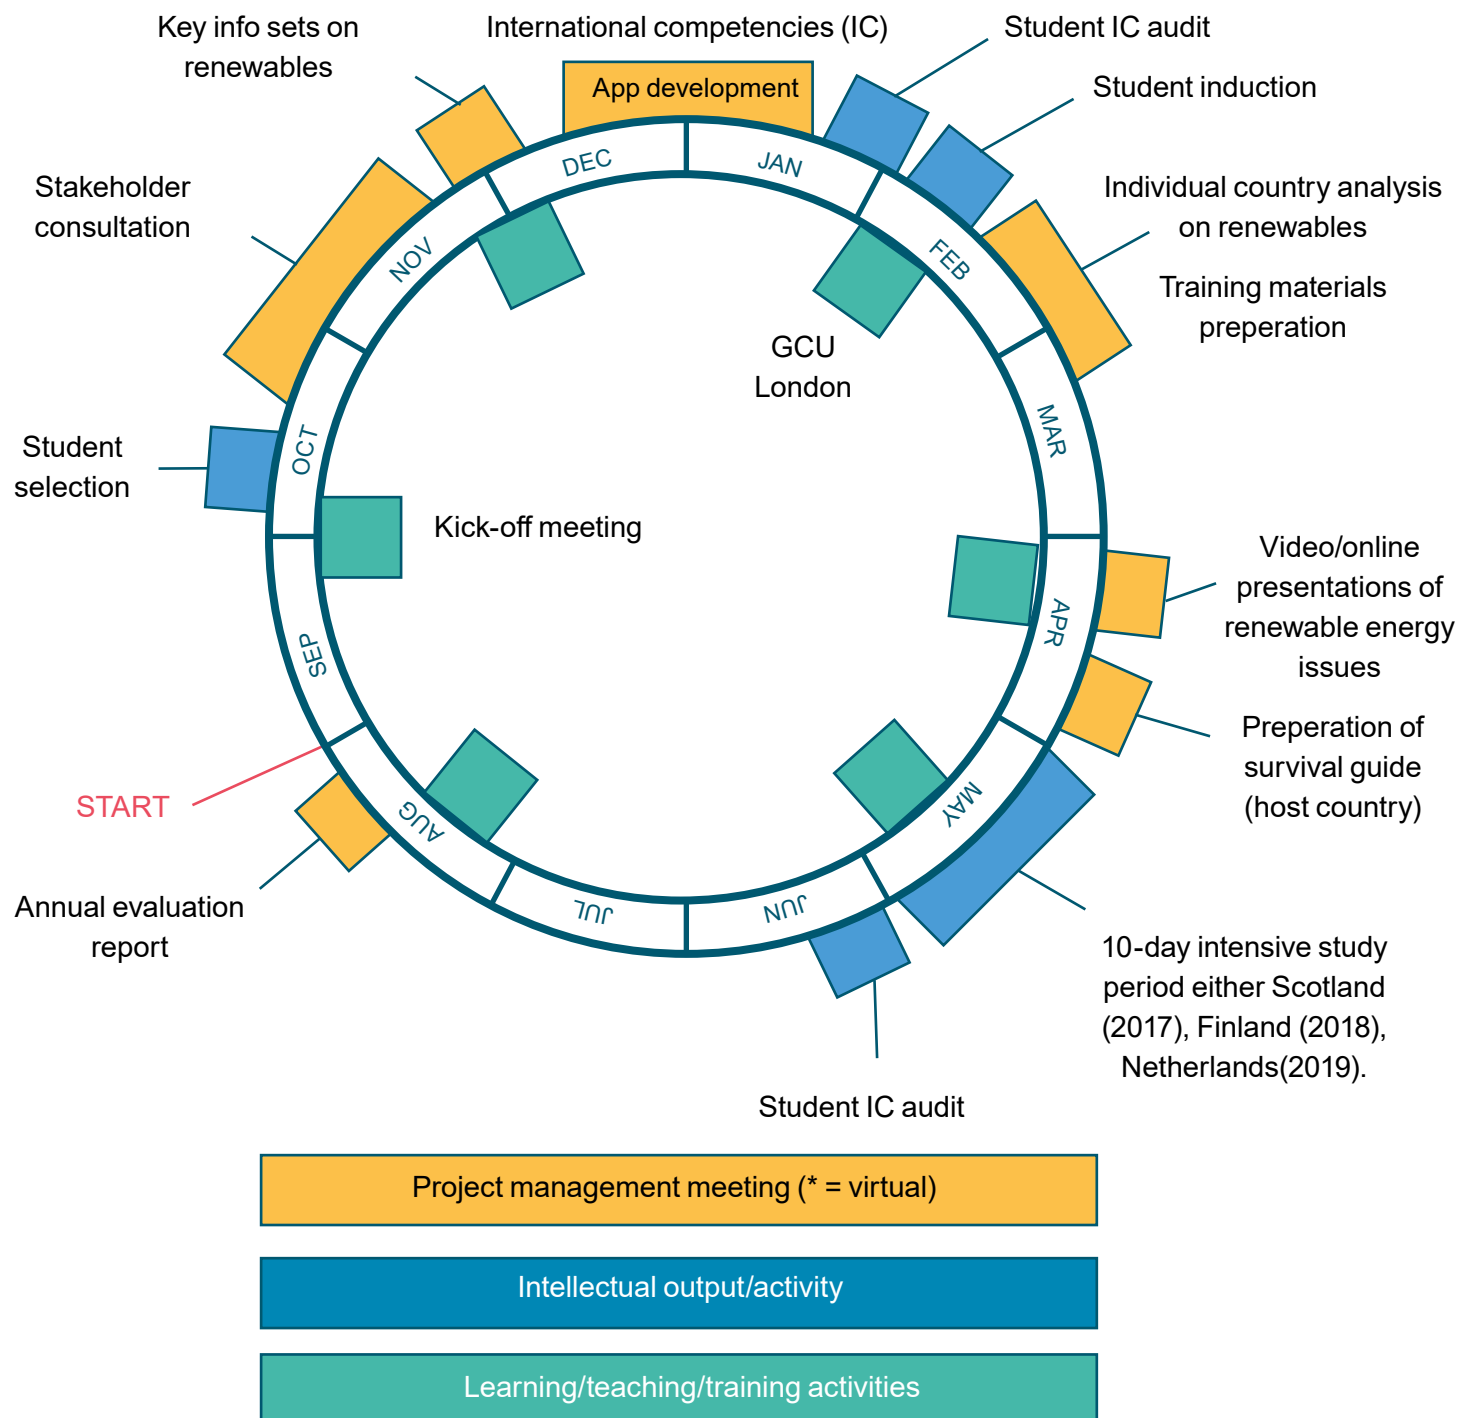 Key info sets on
renewables
International competencies (IC)
App development
Student IC audit
Student induction
Individual country analysis
on renewables
Training materials
preperation
Stakeholder
consultation
Student
selection
DEC
JAN
NOV
FEB
OCT
MAR
SEP
APR
AUG
MAY
JUL
JUN
GCU
London
Kick-off meeting
Video/online
presentations of
renewable energy
issues
Preperation of
survival guide
(host country)
START
Annual evaluation
report
10-day intensive study
period either Scotland
(2017), Finland (2018),
Netherlands(2019).
Student IC audit
Project management meeting (* = virtual)
Intellectual output/activity
Learning/teaching/training activities